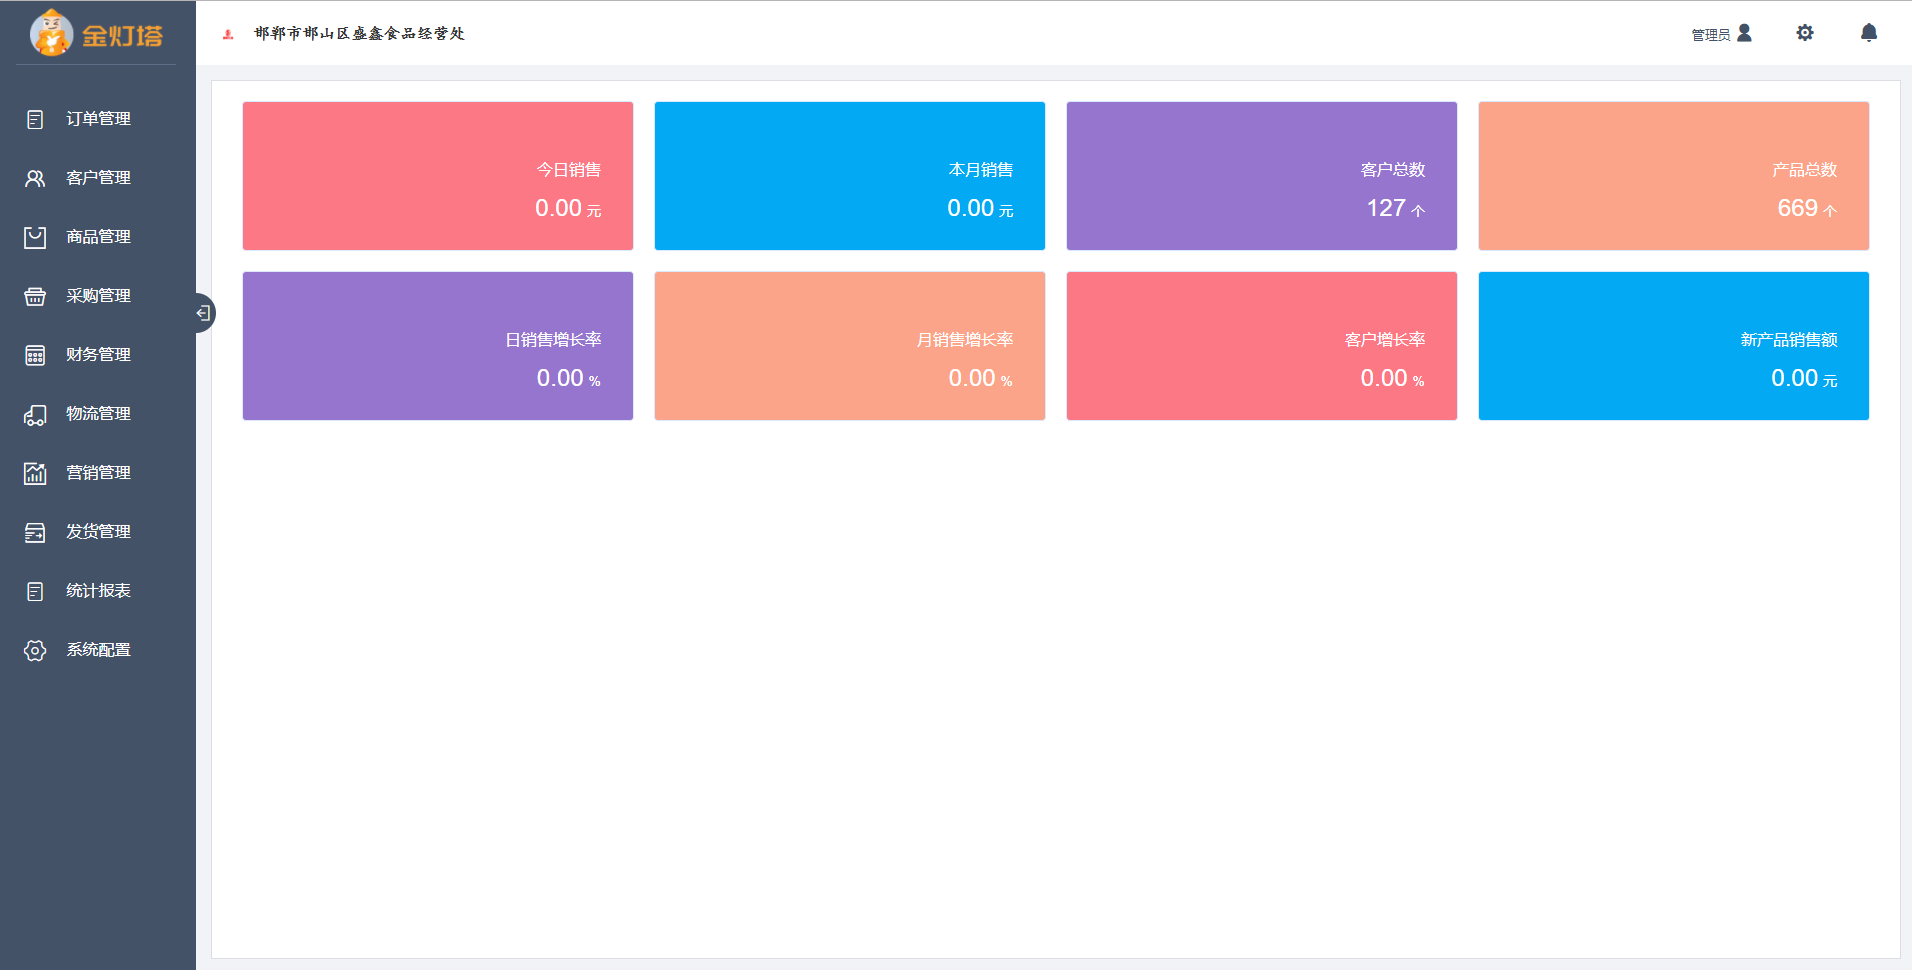 金灯塔
邯郸市邯山区盛鑫食品经营处
管理员
订单管理
客户管理
商品管理
采购管理
财务管理
物流管理
营销管理
发货管理
统计报表
系统配置
今日销售
0.00 元
本月销售
0.00 元
客户总数
127 个
产品总数
669 个
日销售增长率
0.00 %
月销售增长率
0.00 %
客户增长率
0.00 %
新产品销售额
0.00 元